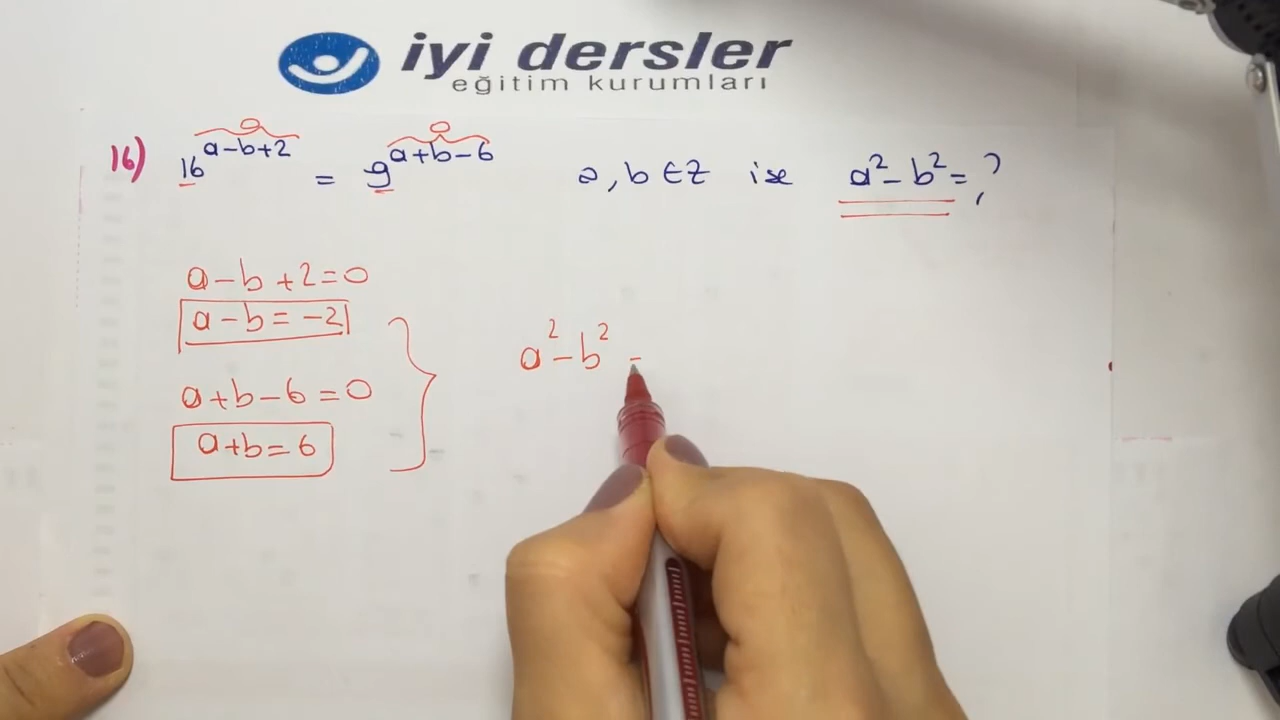 iyi dersler
eğitim kurumları
16) 16^{a-b+2} = 9^{a+b-6} a, b ∈ Z ise a² - b² = ?
0 0
a - b + 2 = 0
a - b = -2
a + b - 6 = 0
a + b = 6
a² - b² -